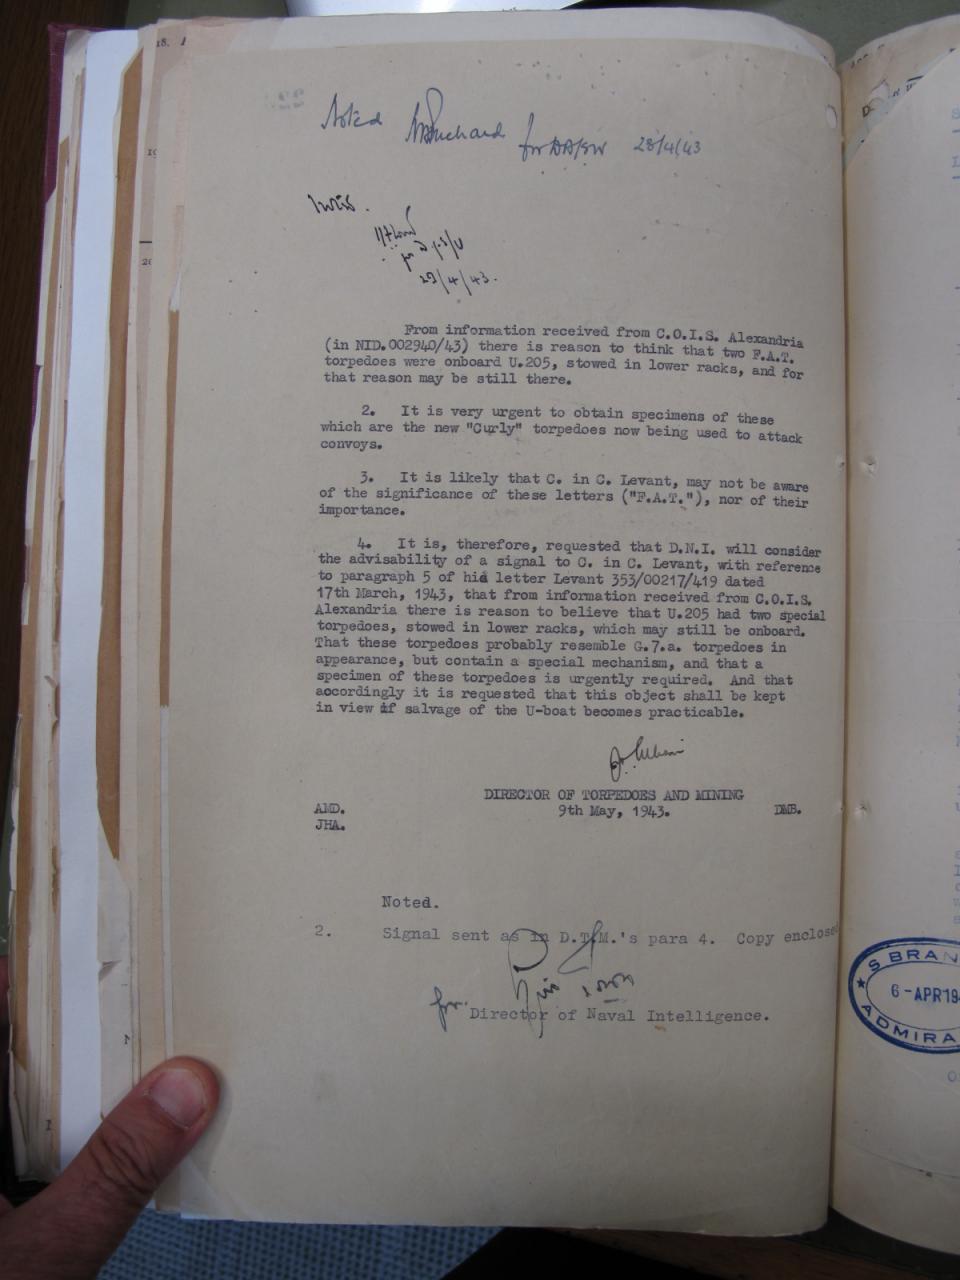 Noted for 28/4/43
29/4/43.
From information received from C.O.I.S. Alexandria
(in NID.002940/43) there is reason to think that two F.A.T.
torpedoes were onboard U.205, stowed in lower racks, and for
that reason may be still there.
2. It is very urgent to obtain specimens of these
which are the new "Curly" torpedoes now being used to attack
convoys.
3. It is likely that C. in C. Levant, may not be aware
of the significance of these letters ("F.A.T."), nor of their
importance.
4. It is, therefore, requested that D.N.I. will consider
the advisability of a signal to C. in C. Levant, with reference
to paragraph 5 of his letter Levant 353/00217/419 dated
17th March, 1943, that from information received from C.O.I.S.
Alexandria there is reason to believe that U.205 had two special
torpedoes, stowed in lower racks, which may still be onboard.
That these torpedoes probably resemble G.7.a. torpedoes in
appearance, but contain a special mechanism, and that a
specimen of these torpedoes is urgently required. And that
accordingly it is requested that this object shall be kept
in view if salvage of the U-boat becomes practicable.
DIRECTOR OF TORPEDOES AND MINING
AMD. 9th May, 1943. DMB.
JHA.
Noted.
2. Signal sent as in D.T.M.'s para 4. Copy enclosed
for Director of Naval Intelligence.
S BRAN
6-APR194
ADMIRA